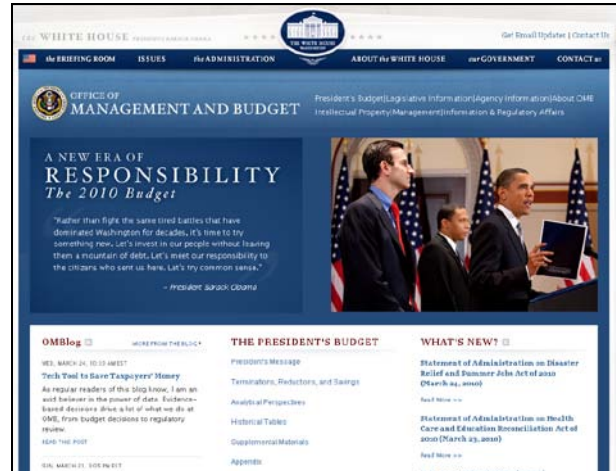 the WHITE HOUSE PRESIDENT BARACK OBAMA
THE WHITE HOUSE
Get Email Updates | Contact Us
the BRIEFING ROOM ISSUES the ADMINISTRATION ABOUT the WHITE HOUSE our GOVERNMENT CONTACT us
OFFICE OF
MANAGEMENT AND BUDGET
President's Budget|Legislative Information|Agency Information|About OMB
Intellectual Property|Management|Information & Regulatory Affairs
A NEW ERA OF
RESPONSIBILITY
The 2010 Budget
"Rather than fight the same tired battles that have
dominated Washington for decades, it's time to try
something new. Let's invest in our people without leaving
them a mountain of debt. Let's meet our responsibility to
the citizens who sent us here. Let's try common sense."
– President Barack Obama
OMBlog
MORE FROM THE BLOG
WED, MARCH 24, 10:33 AM EST
Tech Tool to Save Taxpayers' Money
As regular readers of this blog know, I am an
avid believer in the power of data. Evidence-
based decisions drive a lot of what we do at
OMB, from budget decisions to regulatory
review.
READ THIS POST
SUN, MARCH 21, 5:05 PM EST
THE PRESIDENT'S BUDGET
President's Message
Terminations, Reductions, and Savings
Analytical Perspectives
Historical Tables
Supplemental Materials
Appendix
WHAT'S NEW?
Statement of Administration on Disaster
Relief and Summer Jobs Act of 2010
(March 24, 2010)
Read More >>
Statement of Administration on Health
Care and Education Reconciliation Act of
2010 (March 23, 2010)
Read More >>